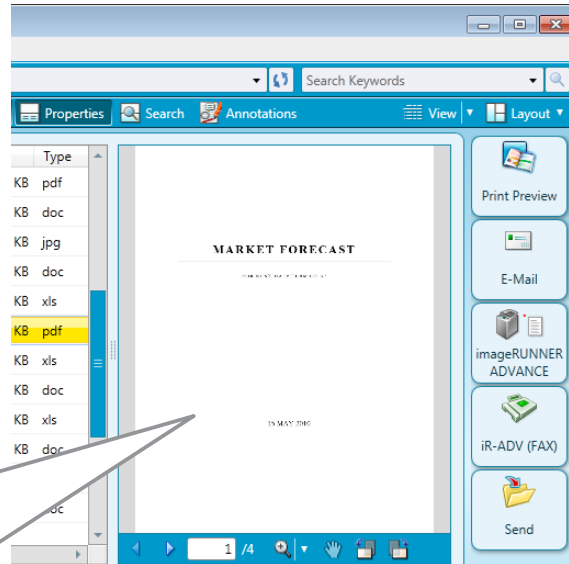 Search Keywords
Properties Search Annotations View Layout
Type
KB pdf
KB doc
KB jpg
KB doc
KB xls
KB pdf
KB xls
KB doc
KB xls
KB doc
doc
MARKET FORECAST
15 MAY 2010
1 /4
Print Preview
E-Mail
imageRUNNER
ADVANCE
iR-ADV (FAX)
Send